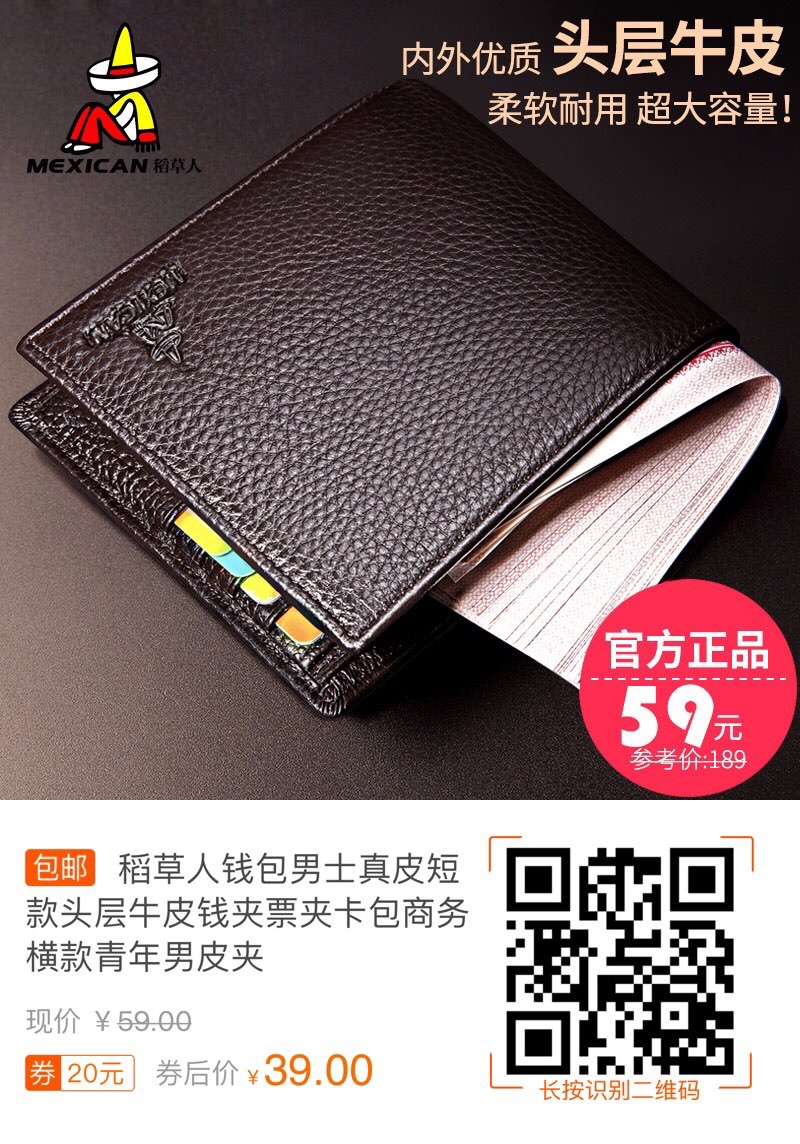 内外优质 头层牛皮
柔软耐用 超大容量!
MEXICAN 稻草人
mexican
官方正品
59元
参考价:189
包邮 稻草人钱包男士真皮短
款头层牛皮钱夹票夹卡包商务
横款青年男皮夹
现价 ¥59.00
券 20元 券后价 ¥39.00
长按识别二维码